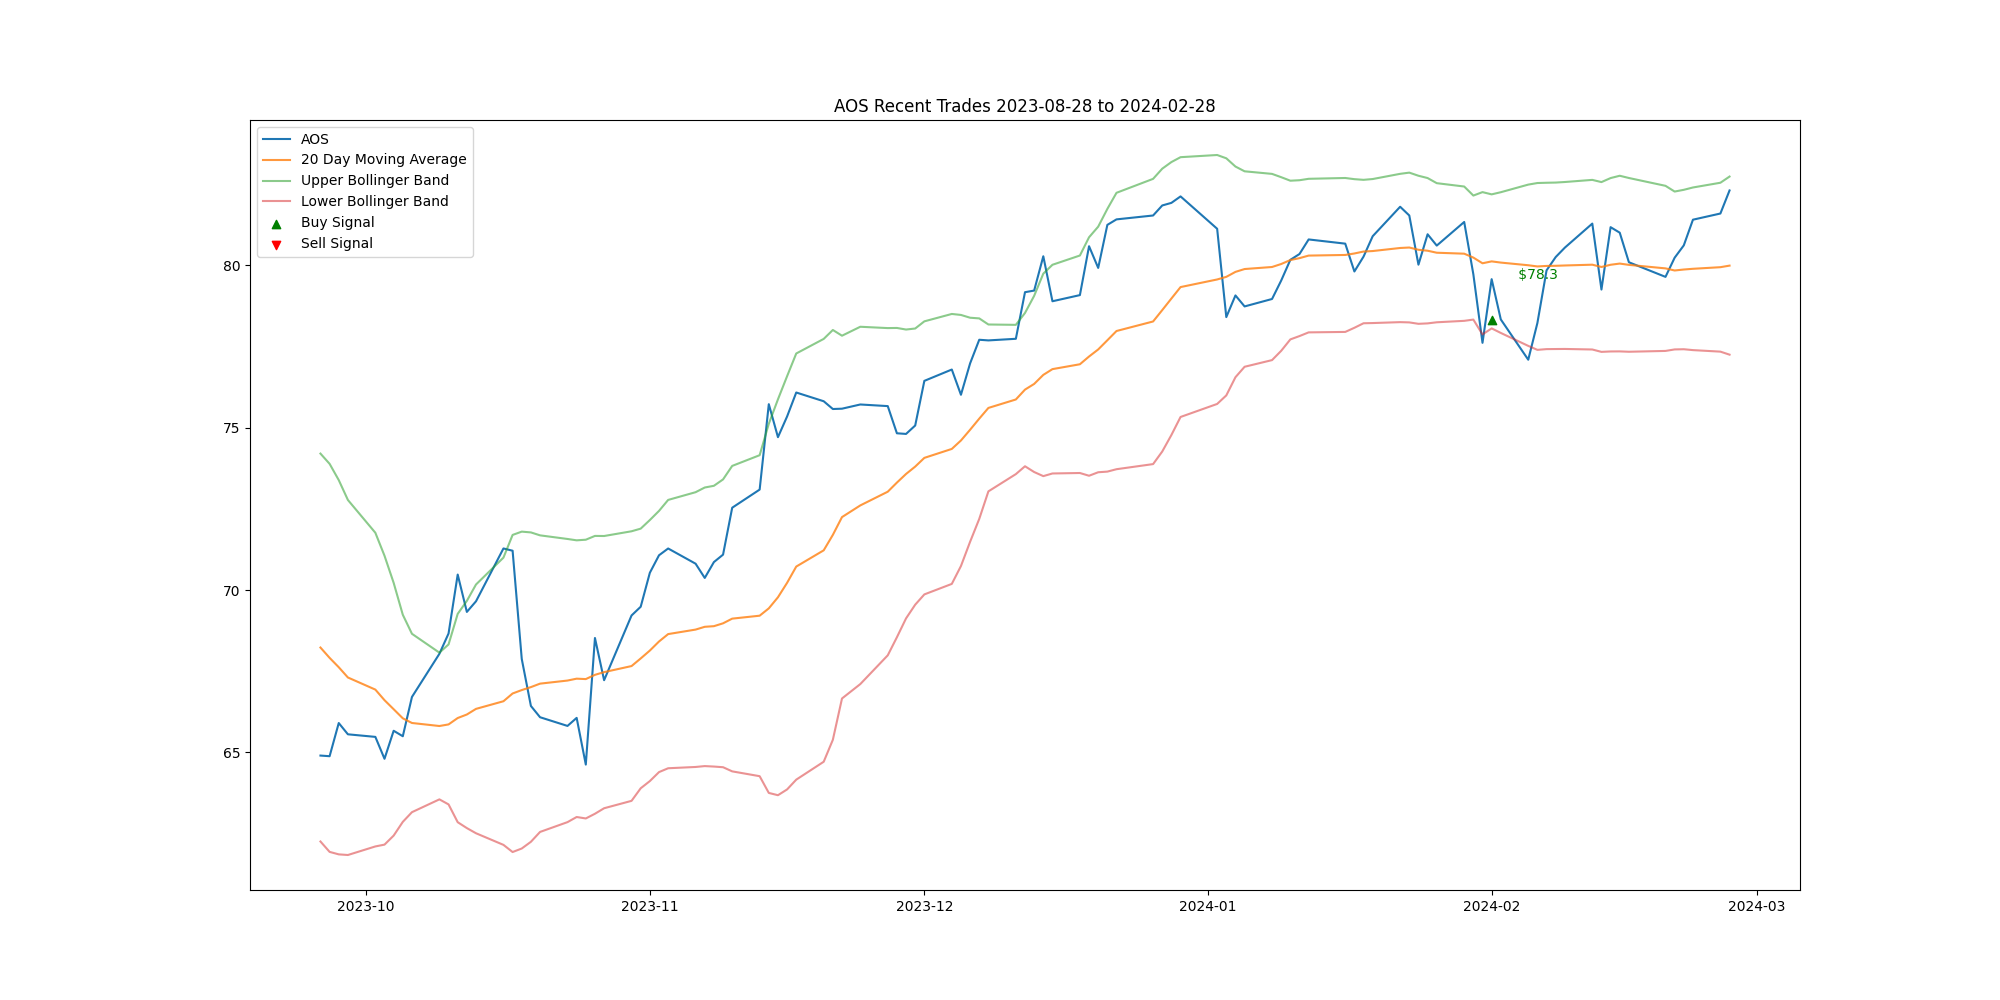 AOS Recent Trades 2023-08-28 to 2024-02-28
AOS
20 Day Moving Average
Upper Bollinger Band
Lower Bollinger Band
Buy Signal
Sell Signal
80
75
70
65
$78.3
2023-10 2023-11 2023-12 2024-01 2024-02 2024-03